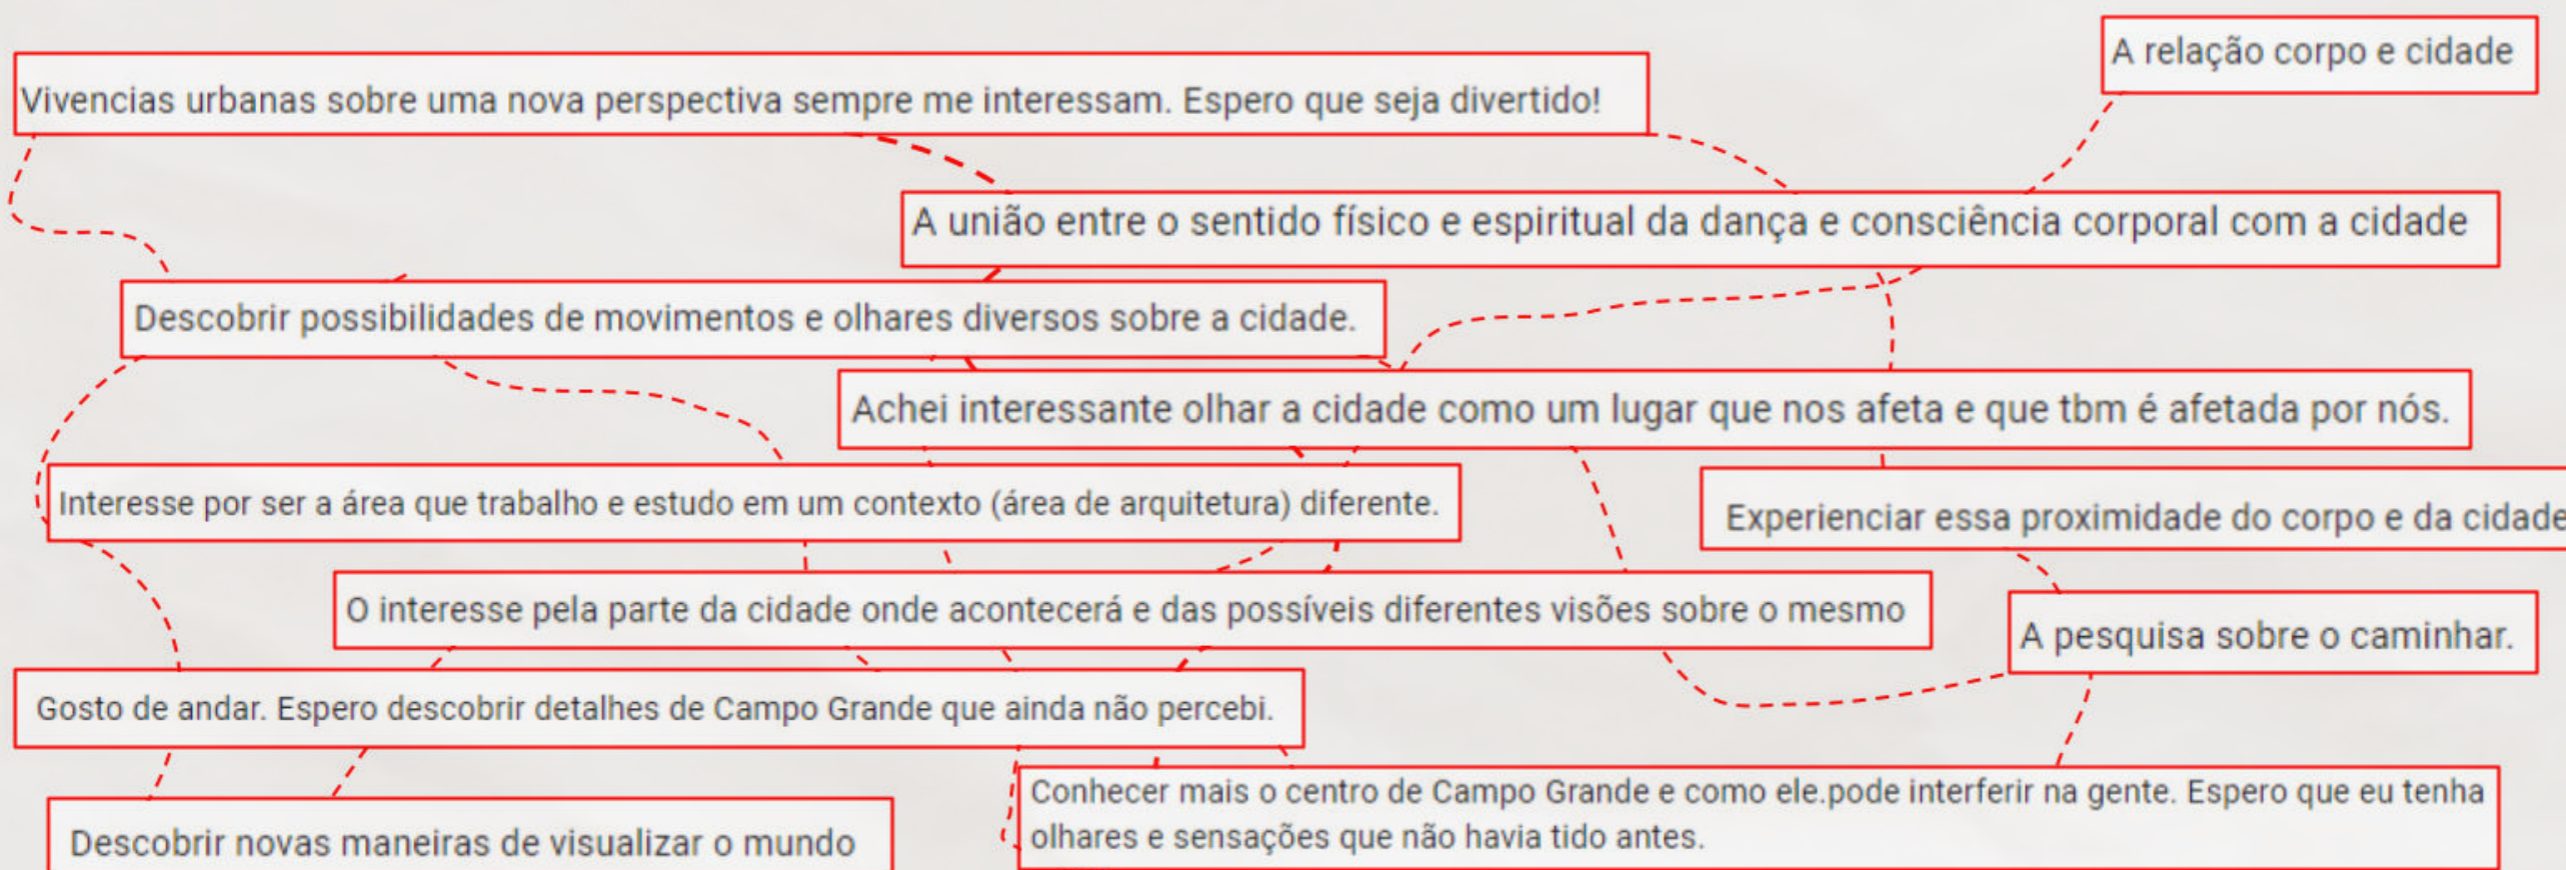 A relação corpo e cidade
Vivencias urbanas sobre uma nova perspectiva sempre me interessam. Espero que seja divertido!
A união entre o sentido físico e espiritual da dança e consciência corporal com a cidade
Descobrir possibilidades de movimentos e olhares diversos sobre a cidade.
Achei interessante olhar a cidade como um lugar que nos afeta e que tbm é afetada por nós.
Interesse por ser a área que trabalho e estudo em um contexto (área de arquitetura) diferente.
Experienciar essa proximidade do corpo e da cidade
O interesse pela parte da cidade onde acontecerá e das possíveis diferentes visões sobre o mesmo
A pesquisa sobre o caminhar.
Gosto de andar. Espero descobrir detalhes de Campo Grande que ainda não percebi.
Conhecer mais o centro de Campo Grande e como ele.pode interferir na gente. Espero que eu tenha
olhares e sensações que não havia tido antes.
Descobrir novas maneiras de visualizar o mundo